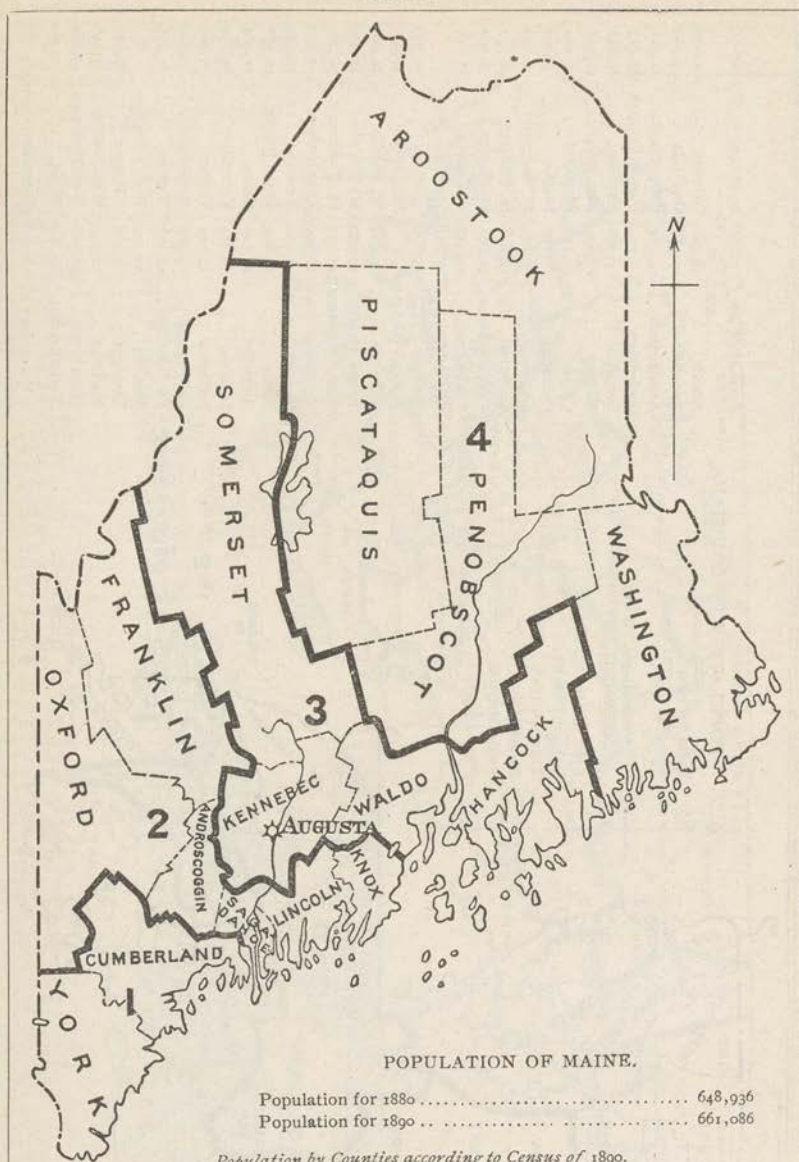 AROOSTOOK
N
PISCATAQUIS
SOMERSET
4
PENOBSCOT
WASHINGTON
FRANKLIN
OXFORD
3
HANCOCK
2
KENNEBEC
WALDO
ANDROSCOGGIN
AUGUSTA
KNOX
LINCOLN
CUMBERLAND
1
YORK
POPULATION OF MAINE.
Population for 1880 ........................................ 648,936
Population for 1890 ........................................ 661,086
Population by Counties according to Census of 1890.